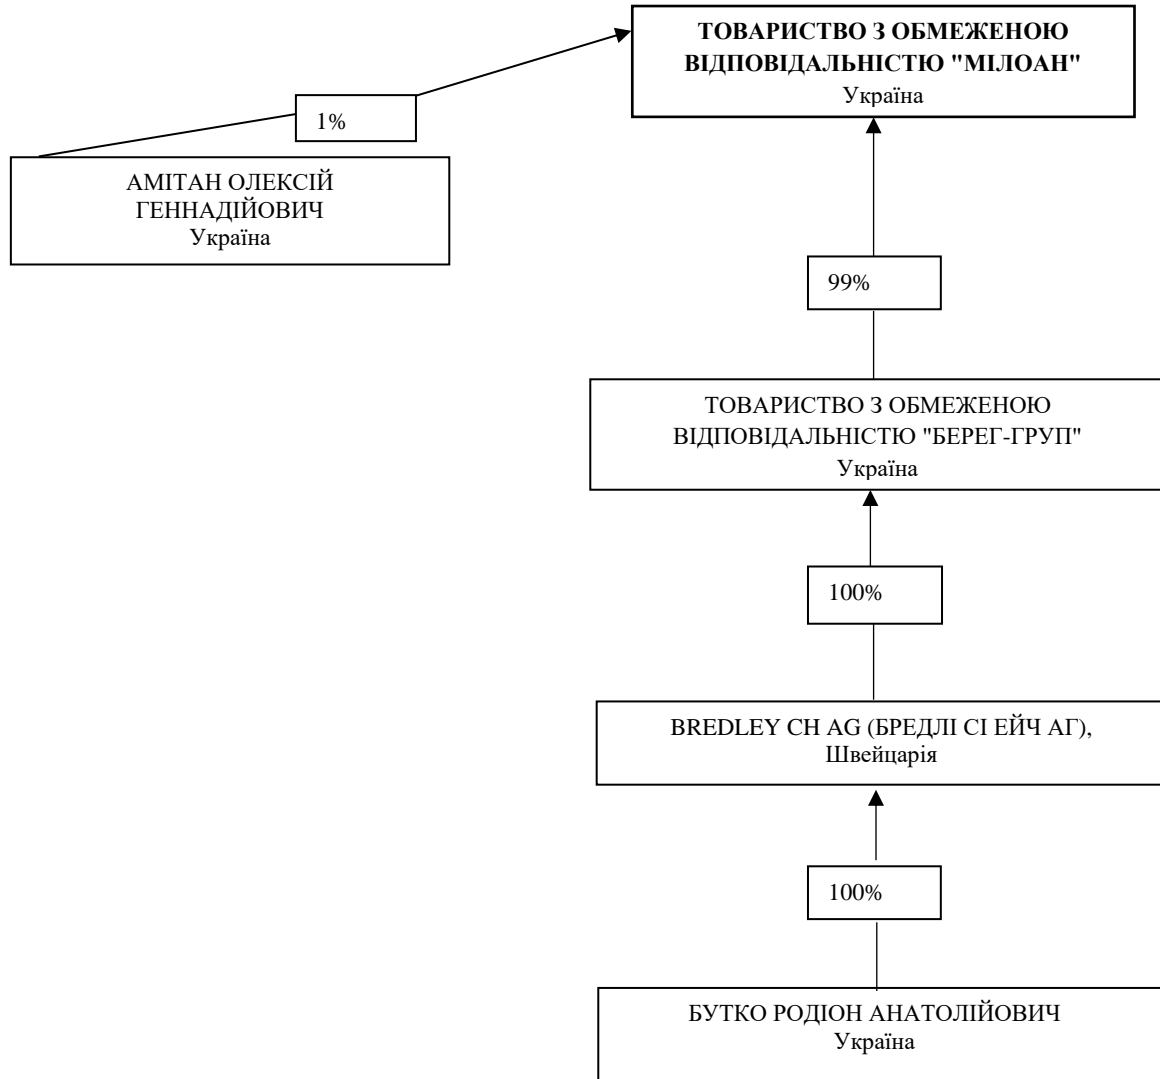 ТОВАРИСТВО З ОБМЕЖЕНОЮ
ВІДПОВІДАЛЬНІСТЮ "МІЛОАН"
Україна
1%
АМІТАН ОЛЕКСІЙ
ГЕННАДІЙОВИЧ
Україна
99%
ТОВАРИСТВО З ОБМЕЖЕНОЮ
ВІДПОВІДАЛЬНІСТЮ "БЕРЕГ-ГРУП"
Україна
100%
BREDLEY CH AG (БРЕДЛІ СІ ЕЙЧ АГ),
Швейцарія
100%
БУТКО РОДІОН АНАТОЛІЙОВИЧ
Україна